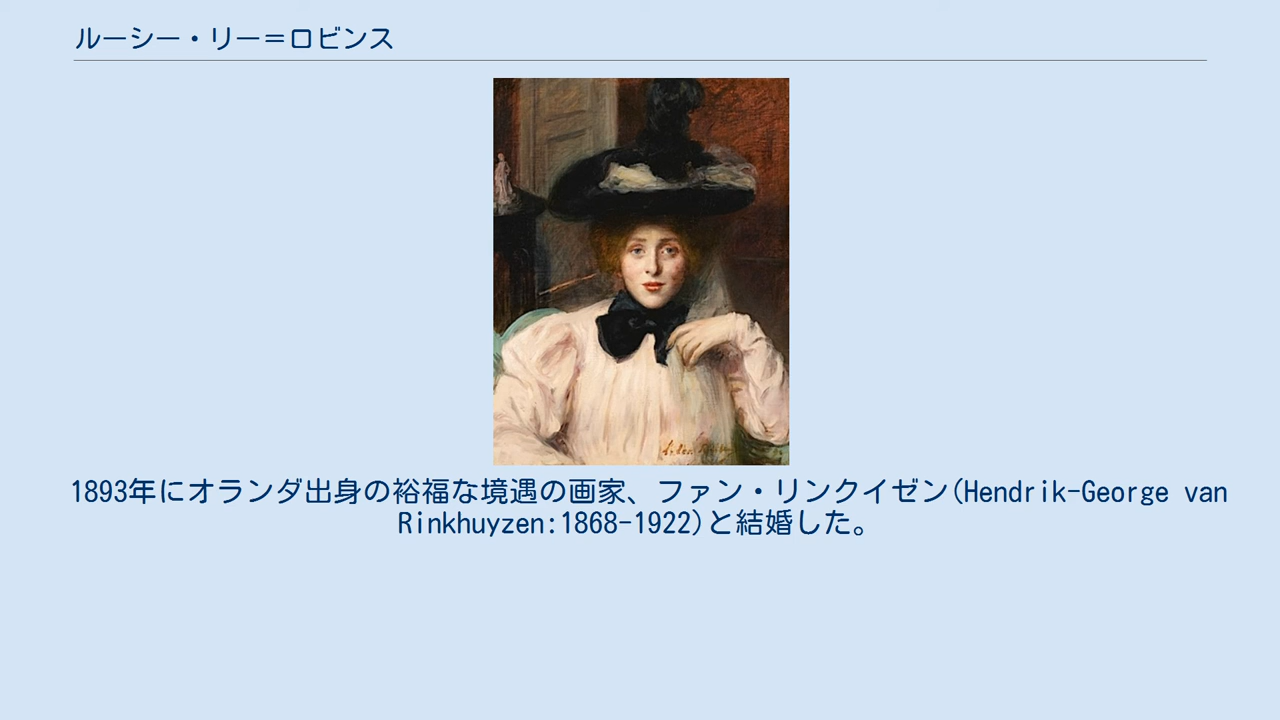 ルーシー・リー＝ロビンス
1893年にオランダ出身の裕福な境遇の画家、ファン・リンクイゼン(Hendrik-George van
Rinkhuyzen:1868-1922)と結婚した。